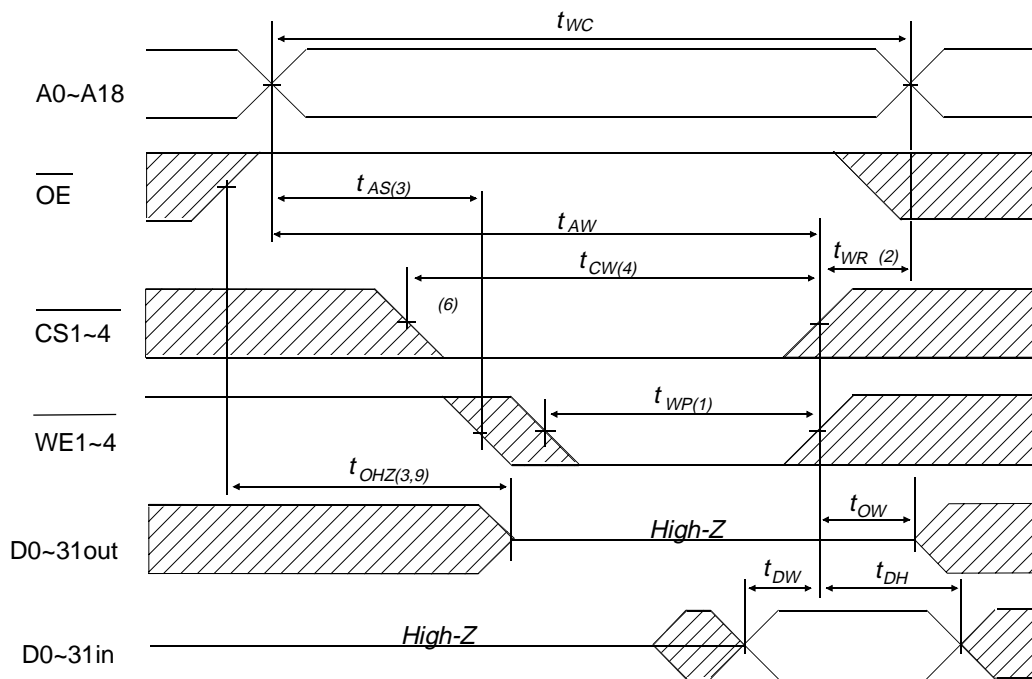 tWC
A0~A18
OE
tAS(3)
tAW
tWR (2)
tCW(4)
(6)
CS1~4
tWP(1)
WE1~4
tOHZ(3,9)
tOW
D0~31out
High-Z
tDW
tDH
High-Z
D0~31in